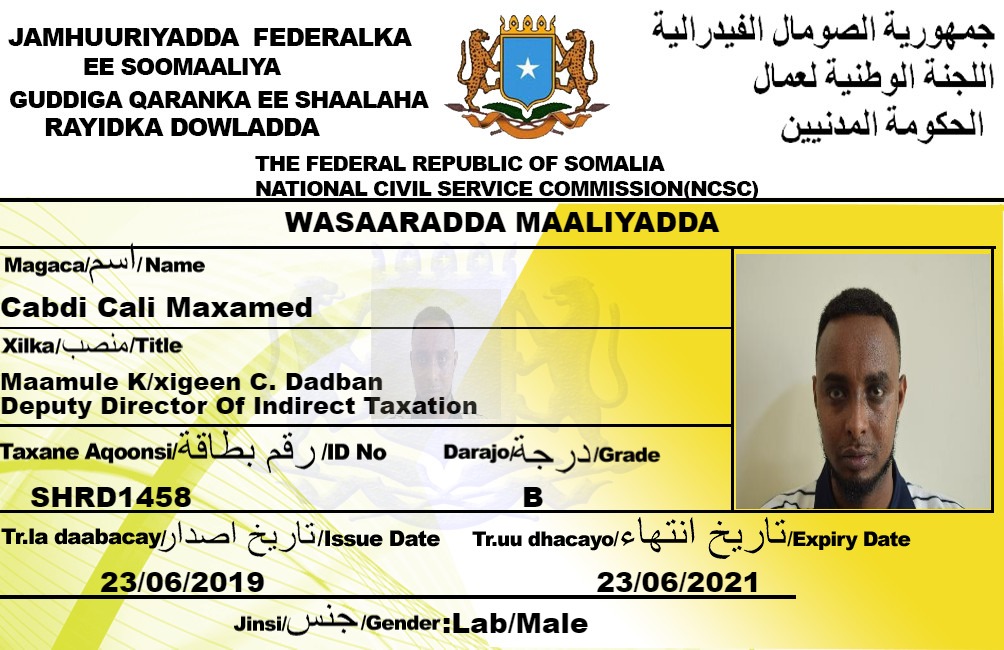 JAMHUURIYADDA FEDERALKA
EE SOOMAALIYA
GUDDIGA QARANKA EE SHAALAHA
RAYIDKA DOWLADDA
جمهورية الصومال الفيدرالية
اللجنة الوطنية لعمال
الحكومة المدنيين
THE FEDERAL REPUBLIC OF SOMALIA
NATIONAL CIVIL SERVICE COMMISSION(NCSC)
WASAARADDA MAALIYADDA
Magaca/اسم/Name
Cabdi Cali Maxamed
Xilka/منصب/Title
Maamule K/xigeen C. Dadban
Deputy Director Of Indirect Taxation
Taxane Aqoonsi/رقم بطاقة/ID No
Darajo/درجة/Grade
SHRD1458
B
Tr.la daabacay/تاريخ اصدار/Issue Date
Tr.uu dhacayo/تاريخ انتهاء/Expiry Date
23/06/2019
23/06/2021
Jinsi/جنس/Gender:Lab/Male